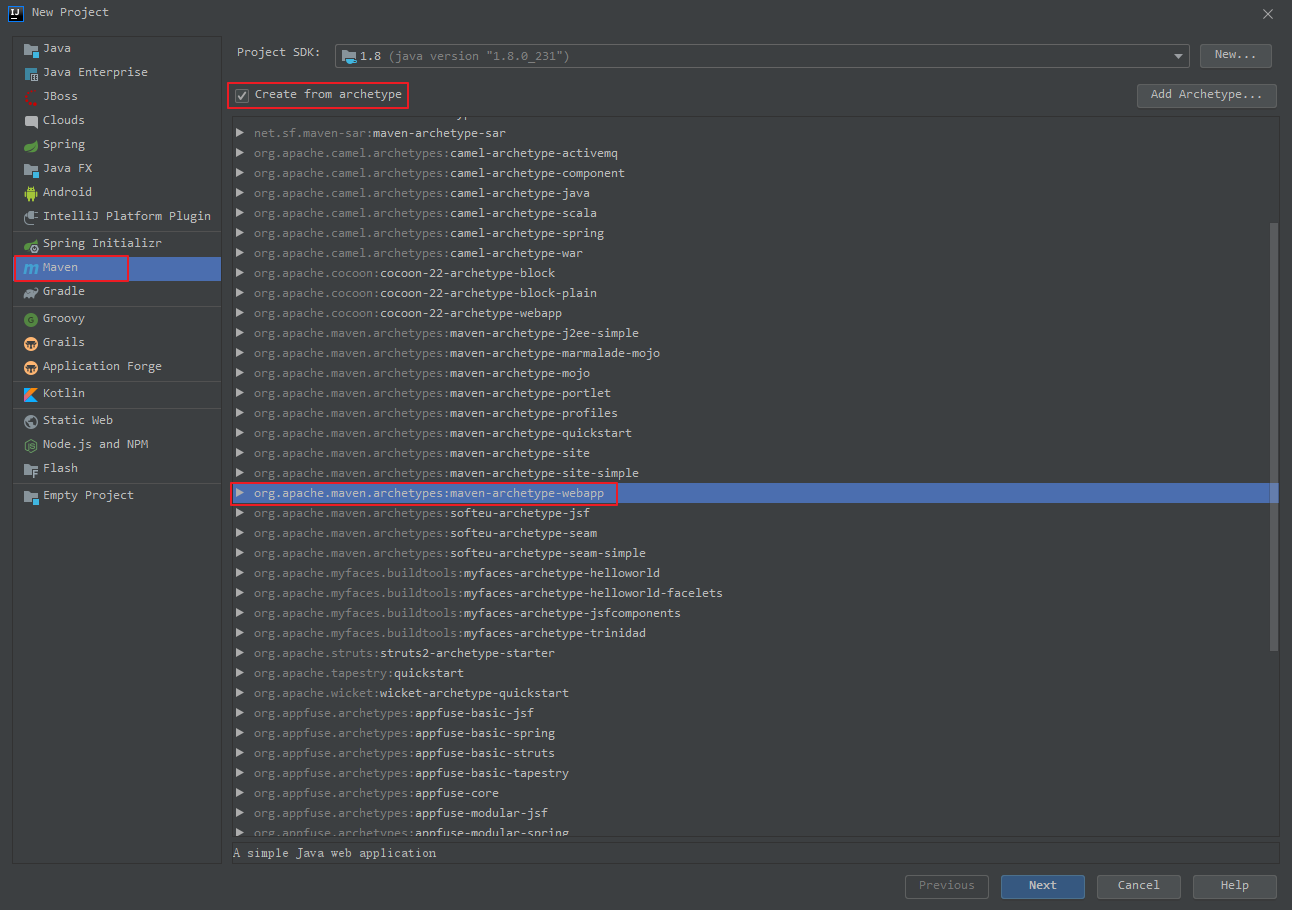 New Project
Java
Java Enterprise
JBoss
Clouds
Spring
Java FX
Android
IntelliJ Platform Plugin
Spring Initializr
Maven
Gradle
Groovy
Grails
Application Forge
Kotlin
Static Web
Node.js and NPM
Flash
Empty Project
Project SDK: 1.8 (java version "1.8.0_231") New...
Create from archetype Add Archetype...
net.sf.maven-sar:maven-archetype-sar
org.apache.camel.archetypes:camel-archetype-activemq
org.apache.camel.archetypes:camel-archetype-component
org.apache.camel.archetypes:camel-archetype-java
org.apache.camel.archetypes:camel-archetype-scala
org.apache.camel.archetypes:camel-archetype-spring
org.apache.camel.archetypes:camel-archetype-war
org.apache.cocoon:cocoon-22-archetype-block
org.apache.cocoon:cocoon-22-archetype-block-plain
org.apache.cocoon:cocoon-22-archetype-webapp
org.apache.maven.archetypes:maven-archetype-j2ee-simple
org.apache.maven.archetypes:maven-archetype-marmalade-mojo
org.apache.maven.archetypes:maven-archetype-mojo
org.apache.maven.archetypes:maven-archetype-portlet
org.apache.maven.archetypes:maven-archetype-profiles
org.apache.maven.archetypes:maven-archetype-quickstart
org.apache.maven.archetypes:maven-archetype-site
org.apache.maven.archetypes:maven-archetype-site-simple
org.apache.maven.archetypes:maven-archetype-webapp
org.apache.maven.archetypes:softeu-archetype-jsf
org.apache.maven.archetypes:softeu-archetype-seam
org.apache.maven.archetypes:softeu-archetype-seam-simple
org.apache.myfaces.buildtools:myfaces-archetype-helloworld
org.apache.myfaces.buildtools:myfaces-archetype-helloworld-facelets
org.apache.myfaces.buildtools:myfaces-archetype-jsfcomponents
org.apache.myfaces.buildtools:myfaces-archetype-trinidad
org.apache.struts:struts2-archetype-starter
org.apache.tapestry:quickstart
org.apache.wicket:wicket-archetype-quickstart
org.appfuse.archetypes:appfuse-basic-jsf
org.appfuse.archetypes:appfuse-basic-spring
org.appfuse.archetypes:appfuse-basic-struts
org.appfuse.archetypes:appfuse-basic-tapestry
org.appfuse.archetypes:appfuse-core
org.appfuse.archetypes:appfuse-modular-jsf
org.appfuse.archetypes:appfuse-modular-spring
A simple Java web application
Previous Next Cancel Help